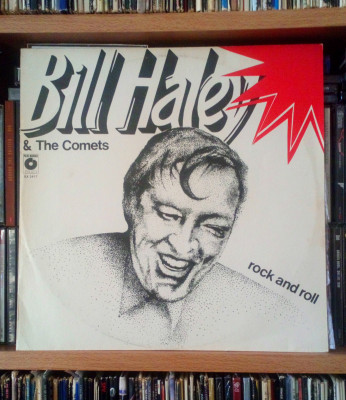 Bill Haley
& The Comets
rock and roll